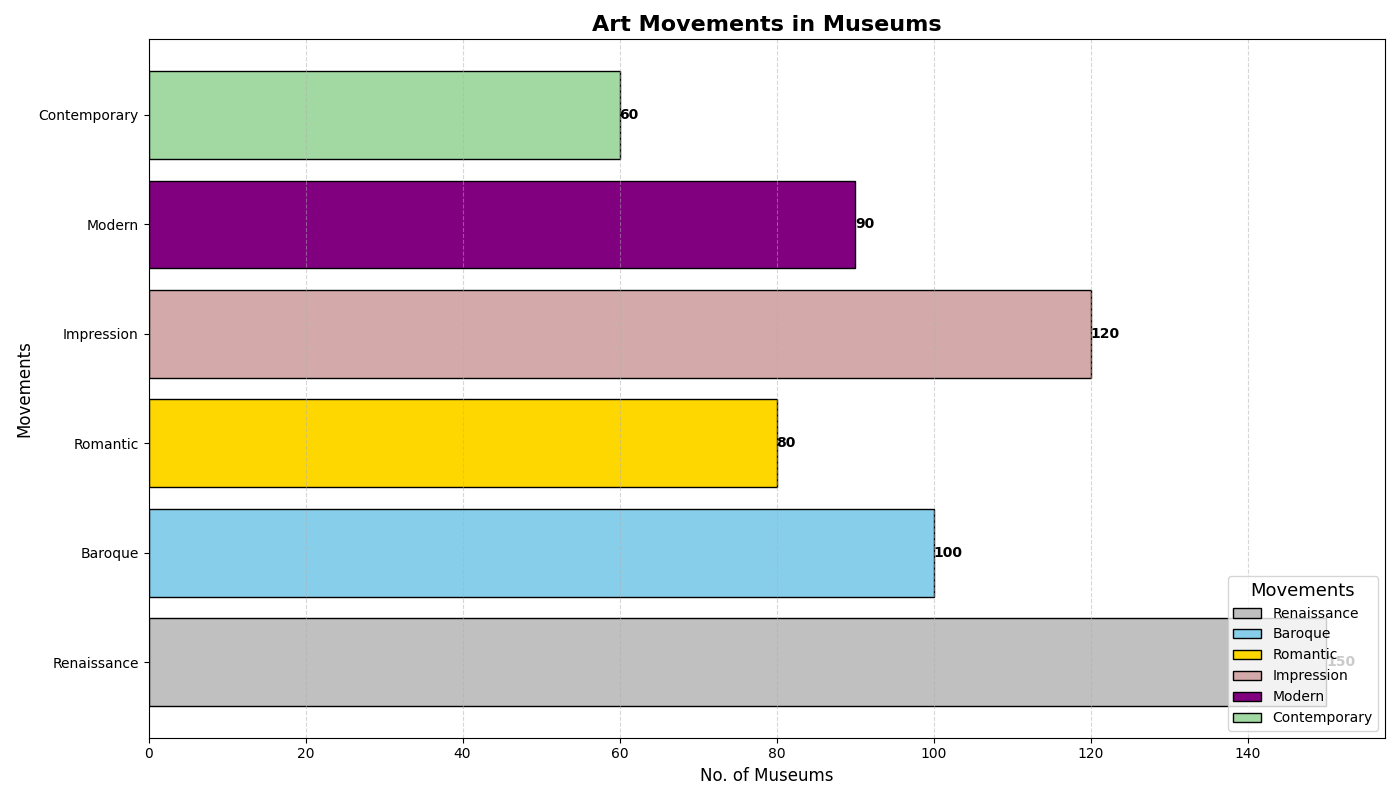 Art Movements in Museums
Movements
Contemporary
60
Modern
90
Impression
120
Romantic
80
Baroque
100
Renaissance
150
Movements
Renaissance
Baroque
Romantic
Impression
Modern
Contemporary
0 20 40 60 80 100 120 140
No. of Museums